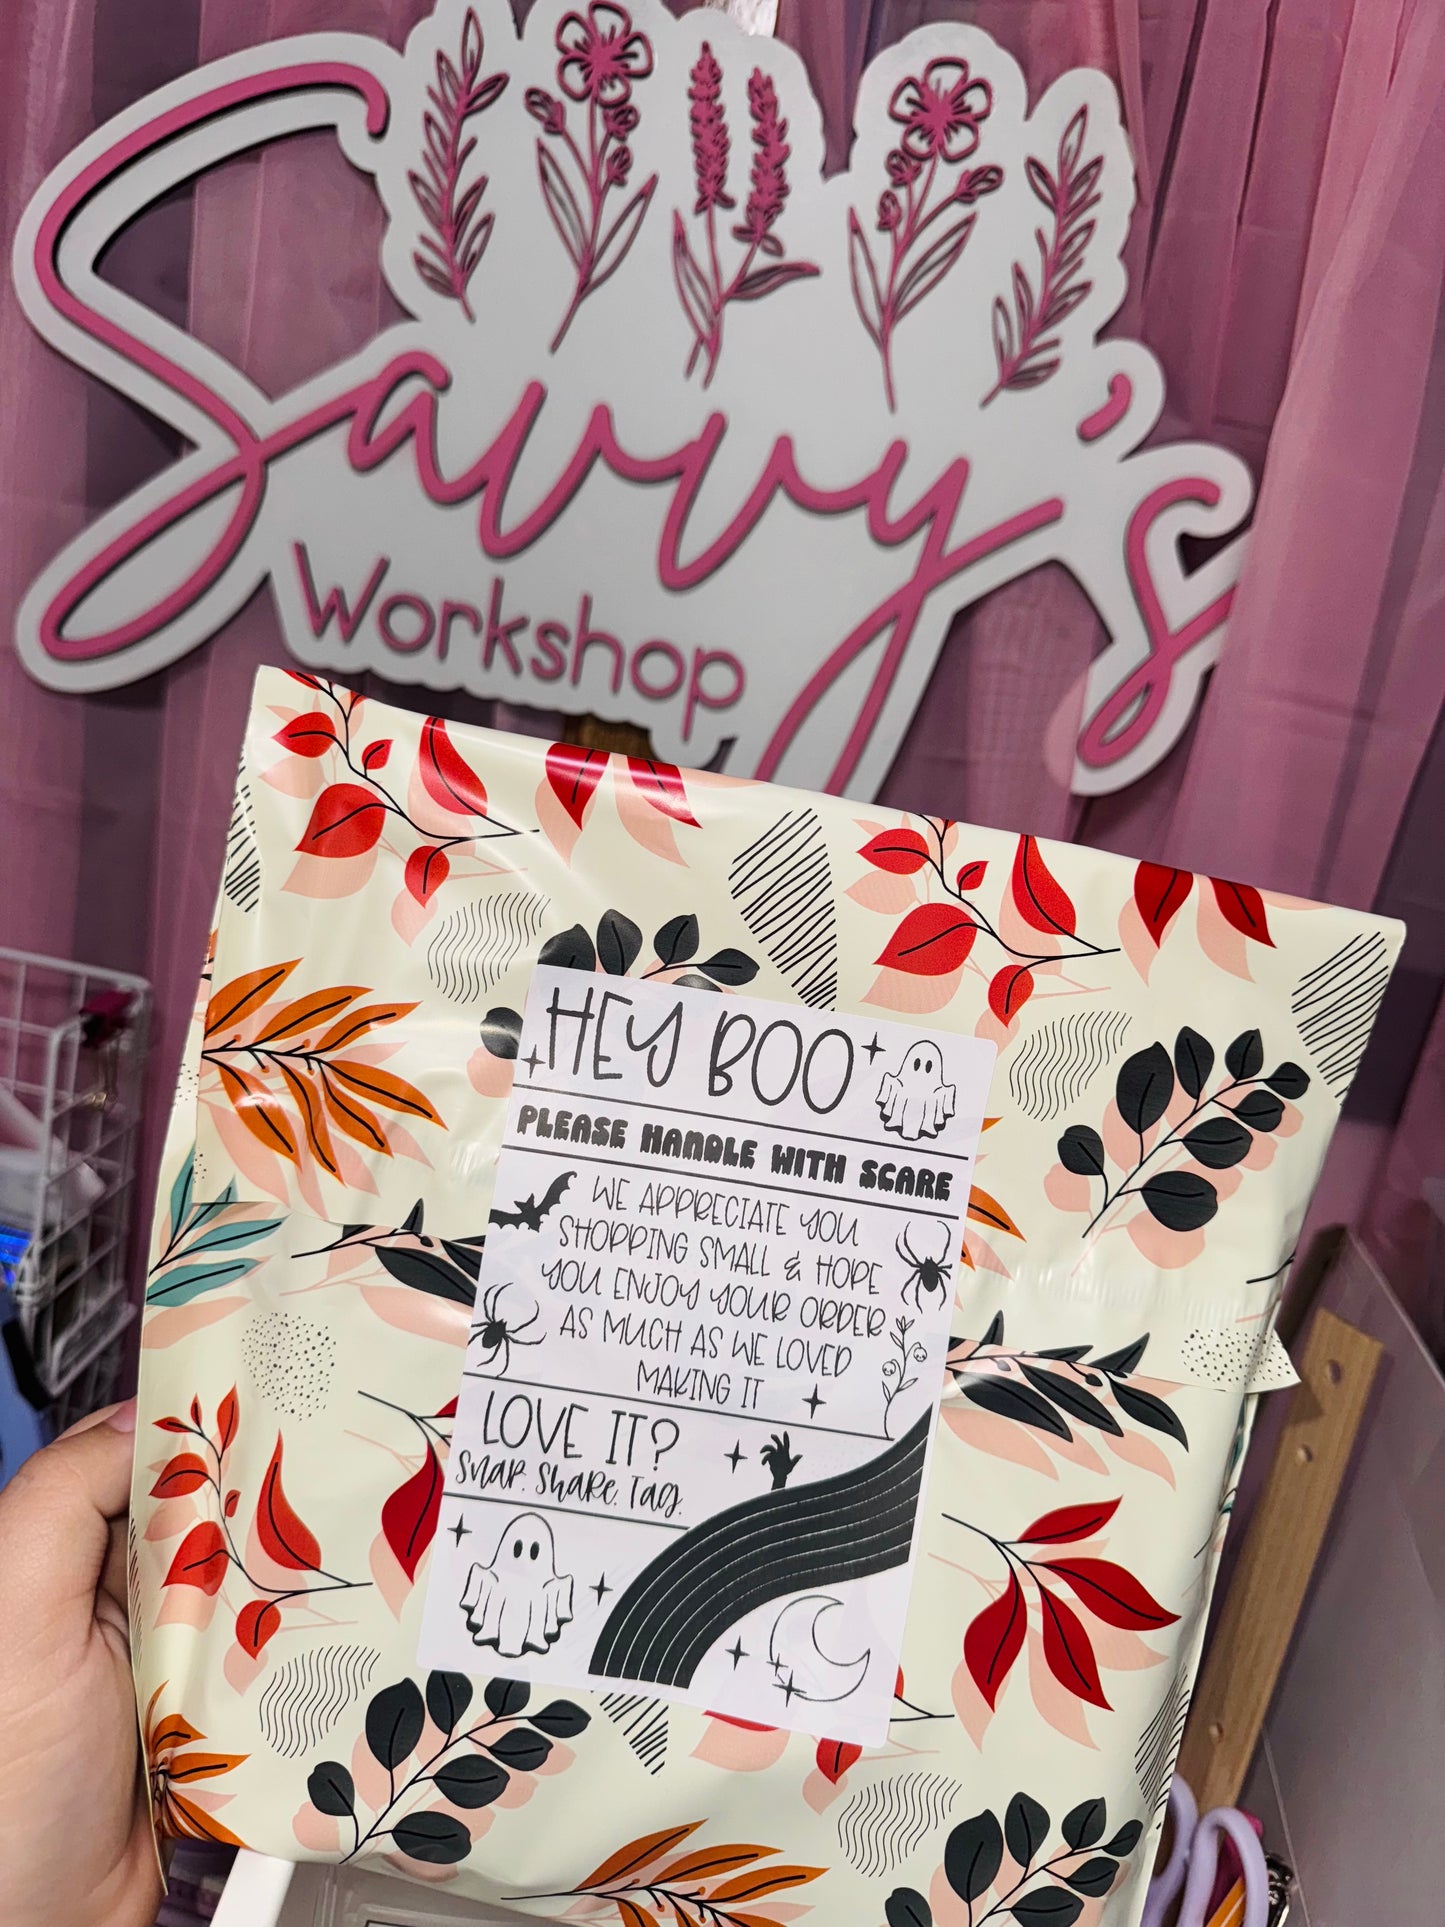 Savvy's
Workshop
HEY BOO
PLEASE HANDLE WITH SCARE
WE APPRECIATE YOU
SHOPPING SMALL & HOPE
YOU ENJOY YOUR ORDER
AS MUCH AS WE LOVED
MAKING IT
LOVE IT?
Snap. Share. Tag.